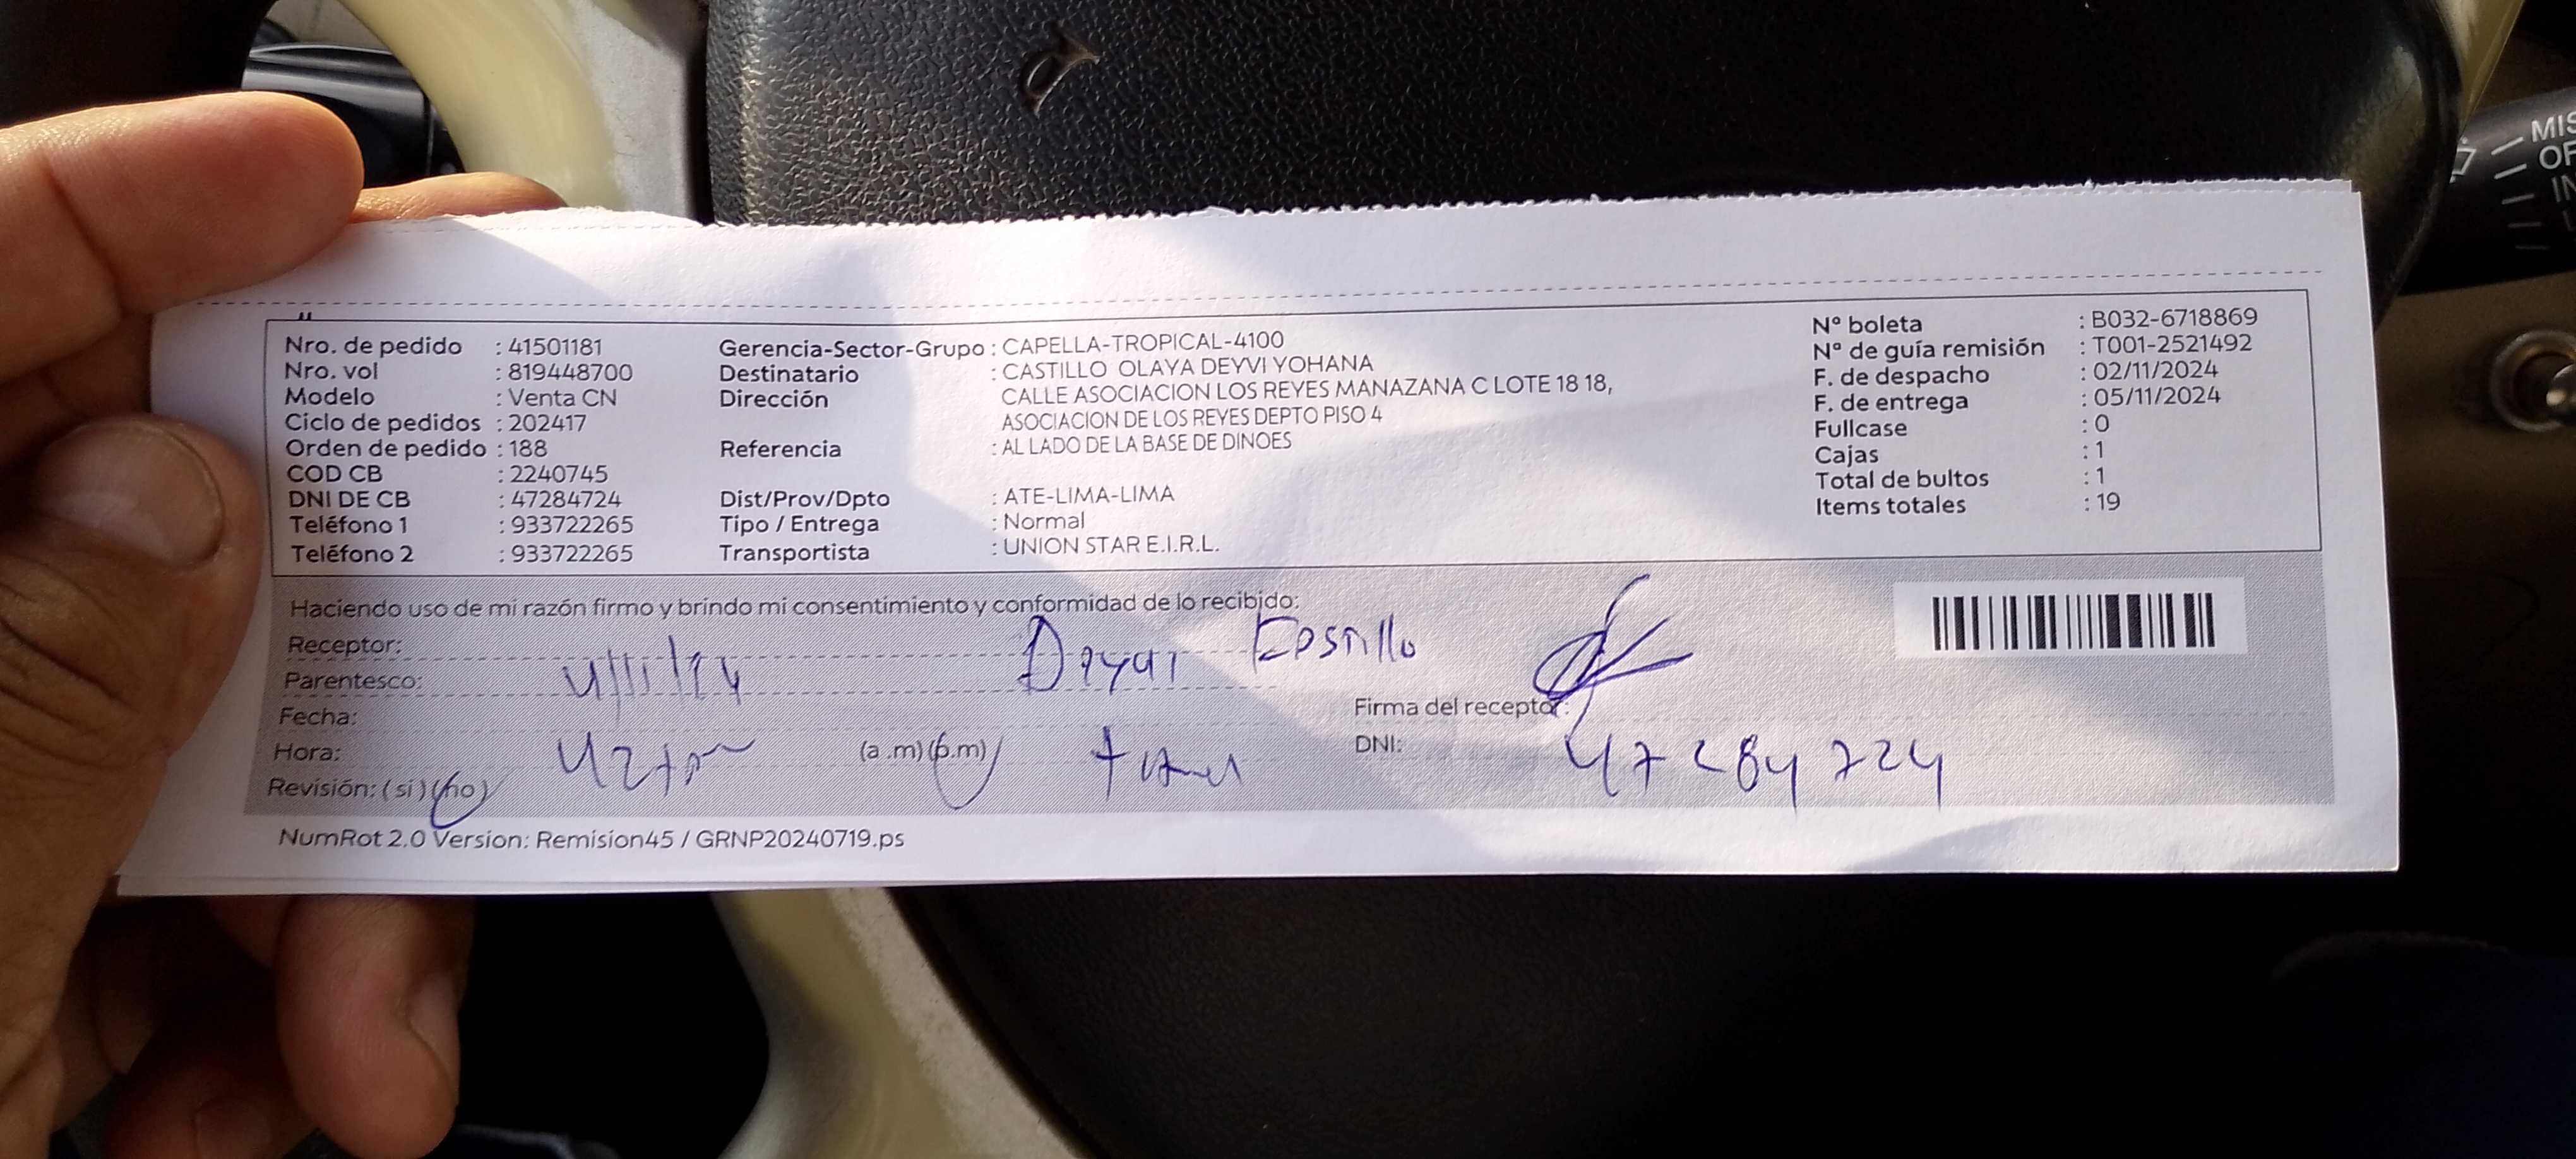 Nro. de pedido : 41501181
Nro. vol : 819448700
Modelo : Venta CN
Ciclo de pedidos : 202417
Orden de pedido : 188
COD CB : 2240745
DNI DE CB : 47284724
Teléfono 1 : 933722265
Teléfono 2 : 933722265
Gerencia-Sector-Grupo : CAPELLA-TROPICAL-4100
Destinatario : CASTILLO OLAYA DEYVI YOHANA
Dirección CALLE ASOCIACION LOS REYES MANAZANA C LOTE 18 18,
ASOCIACION DE LOS REYES DEPTO PISO 4
Referencia : AL LADO DE LA BASE DE DINOES
Dist/Prov/Dpto : ATE-LIMA-LIMA
Tipo / Entrega : Normal
Transportista : UNION STAR E.I.R.L.
Nº boleta : B032-6718869
Nº de guía remisión : T001-2521492
F. de despacho : 02/11/2024
F. de entrega : 05/11/2024
Fullcase : 0
Cajas : 1
Total de bultos : 1
Items totales : 19
Haciendo uso de mi razón firmo y brindo mi consentimiento y conformidad de lo recibido:
Receptor:
Parentesco:
Fecha:
Hora: (a .m) (p.m)
Revisión: ( si ) (no)
Firma del receptor:
DNI: 47284724
NumRot 2.0 Version: Remision45 / GRNP20240719.ps
MIS
OF
IN